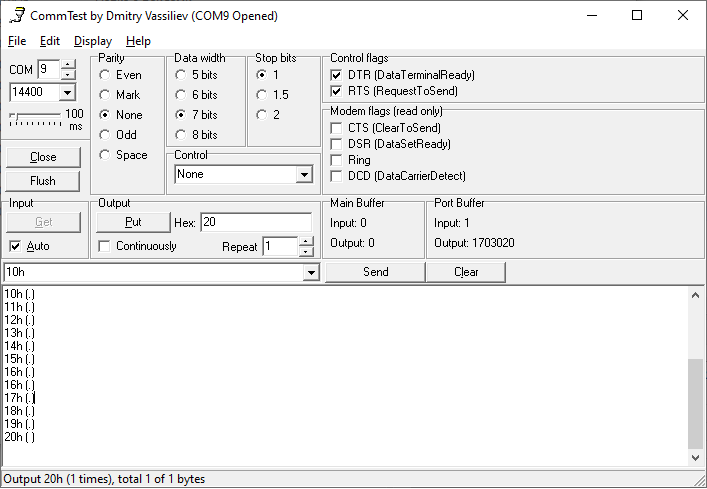 CommTest by Dmitry Vassiliev (COM9 Opened)
File Edit Display Help
COM 9
14400
100 ms
Close
Flush
Parity
Even
Mark
None
Odd
Space
Data width
5 bits
6 bits
7 bits
8 bits
Stop bits
1
1.5
2
Control
None
Control flags
DTR (DataTerminalReady)
RTS (RequestToSend)
Modem flags (read only)
CTS (ClearToSend)
DSR (DataSetReady)
Ring
DCD (DataCarrierDetect)
Input
Get
Auto
Output
Put Hex: 20
Continuously Repeat 1
Main Buffer
Input: 0
Output: 0
Port Buffer
Input: 1
Output: 1703020
10h Send Clear
10h (.)
11h (.)
12h (.)
13h (.)
14h (.)
15h (.)
16h (.)
16h (.)
17h (.)
18h (.)
19h (.)
20h ( )
Output 20h (1 times), total 1 of 1 bytes